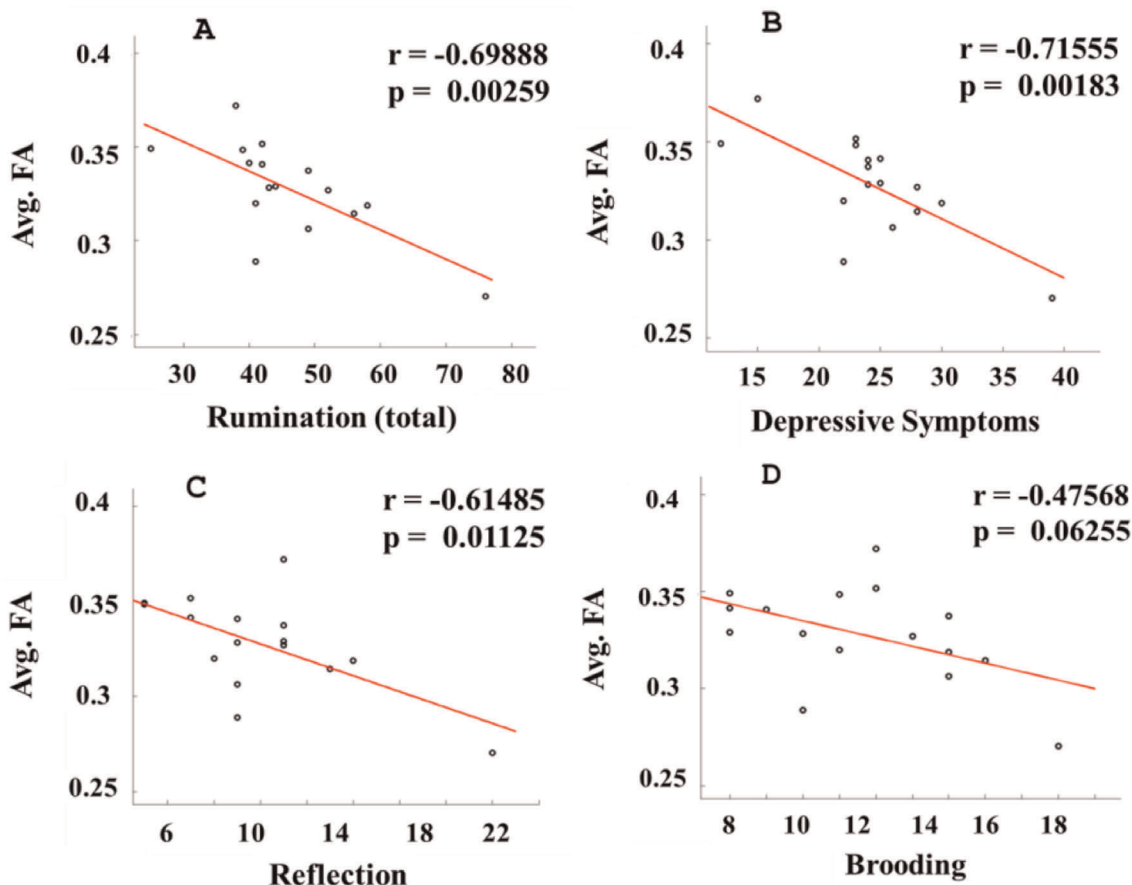 A
r = -0.69888
p = 0.00259
0.4
0.35
0.3
0.25
Avg. FA
30 40 50 60 70 80
Rumination (total)
B
r = -0.71555
p = 0.00183
0.4
0.35
0.3
0.25
Avg. FA
15 20 25 30 35 40
Depressive Symptoms
C
r = -0.61485
p = 0.01125
0.4
0.35
0.3
0.25
Avg. FA
6 10 14 18 22
Reflection
D
r = -0.47568
p = 0.06255
0.4
0.35
0.3
0.25
Avg. FA
8 10 12 14 16 18
Brooding